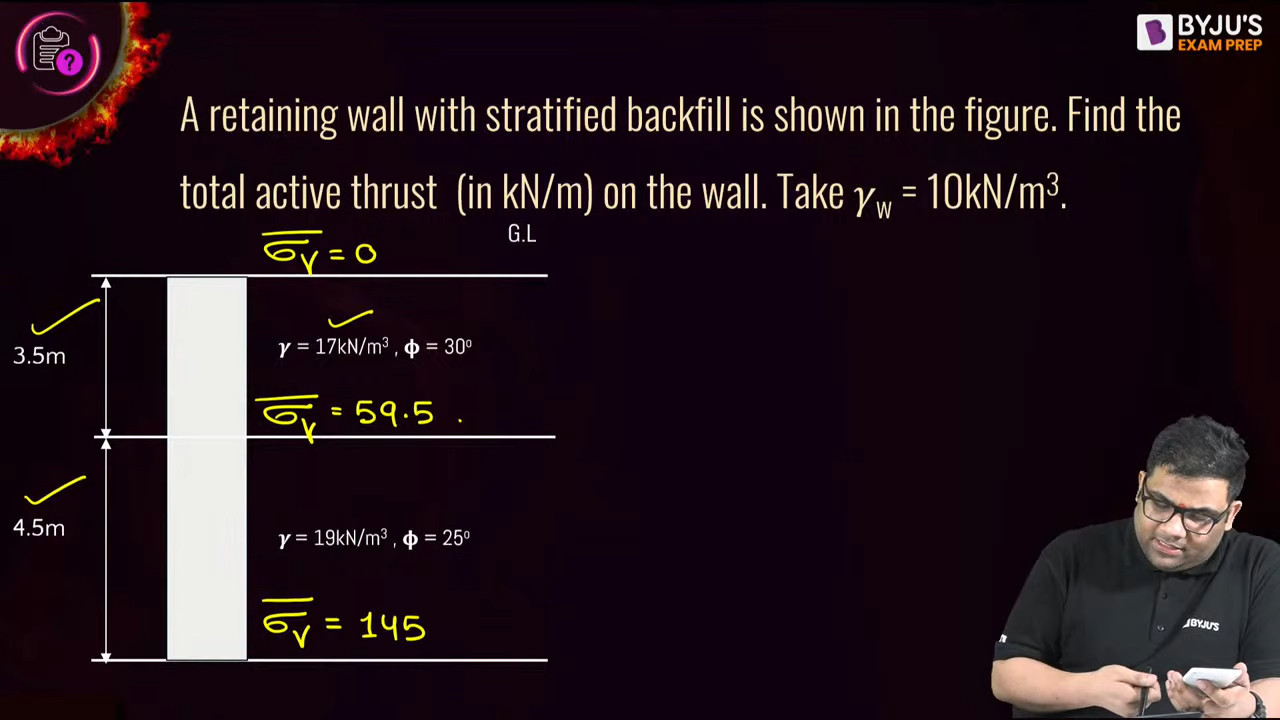 BYJU'S
EXAM PREP
A retaining wall with stratified backfill is shown in the figure. Find the
total active thrust (in kN/m) on the wall. Take γw = 10kN/m³.
G.L
σ̅v = 0
3.5m
γ = 17kN/m³ , ϕ = 30º
σ̅v = 59.5 .
4.5m
γ = 19kN/m³ , ϕ = 25º
σ̅v = 145
BYJU'S